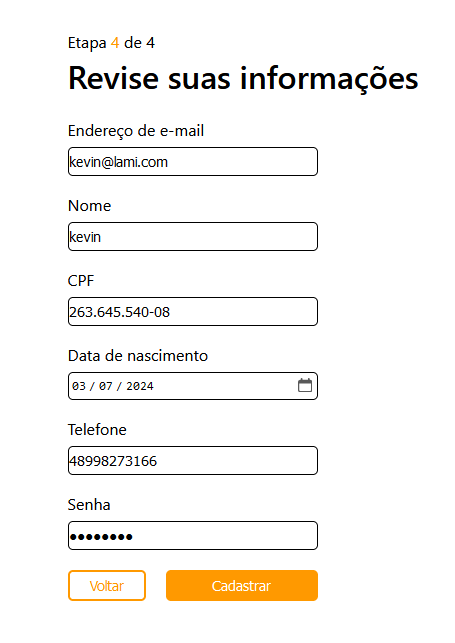 Etapa 4 de 4
Revise suas informações
Endereço de e-mail
kevin@lami.com
Nome
kevin
CPF
263.645.540-08
Data de nascimento
03 / 07 / 2024
Telefone
48998273166
Senha
••••••••
Voltar
Cadastrar